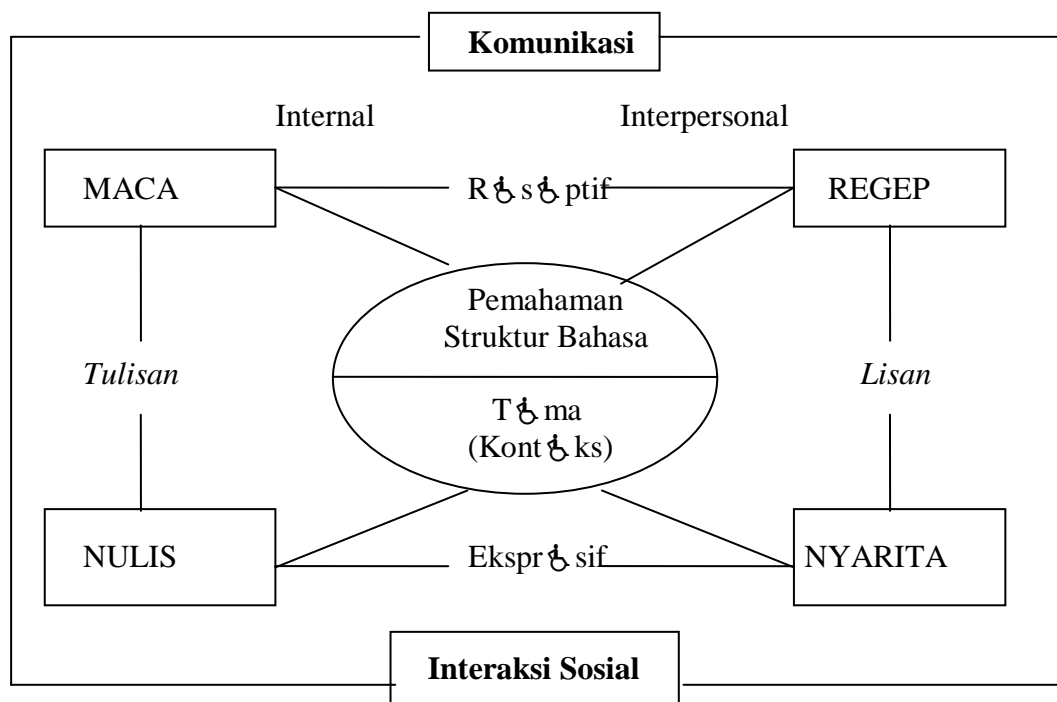 Komunikasi
Internal
Interpersonal
MACA
R♿s♿ptif
REGEP
Pemahaman
Struktur Bahasa
Tulisan
Lisan
T♿ma
(Kont♿ks)
NULIS
Ekspr♿sif
NYARITA
Interaksi Sosial